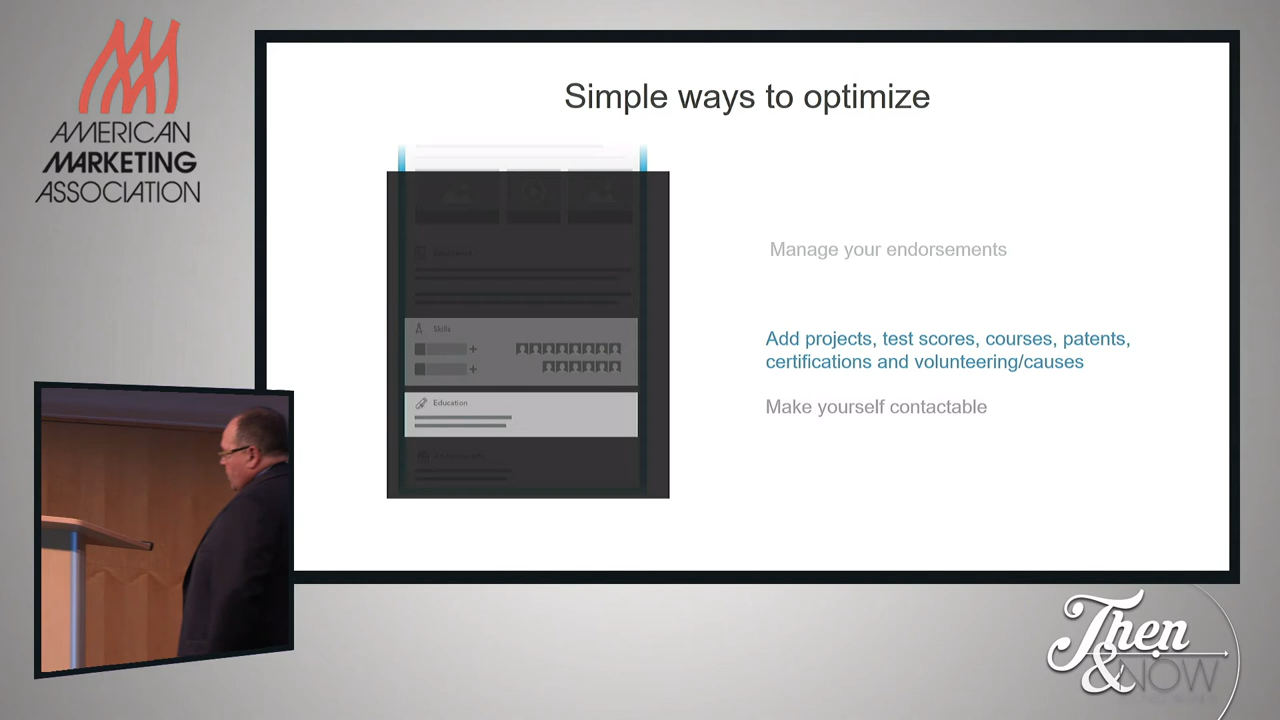 AMERICAN
MARKETING
ASSOCIATION
Simple ways to optimize
Skills
Education
Manage your endorsements
Add projects, test scores, courses, patents,
certifications and volunteering/causes
Make yourself contactable
Then
& NOW